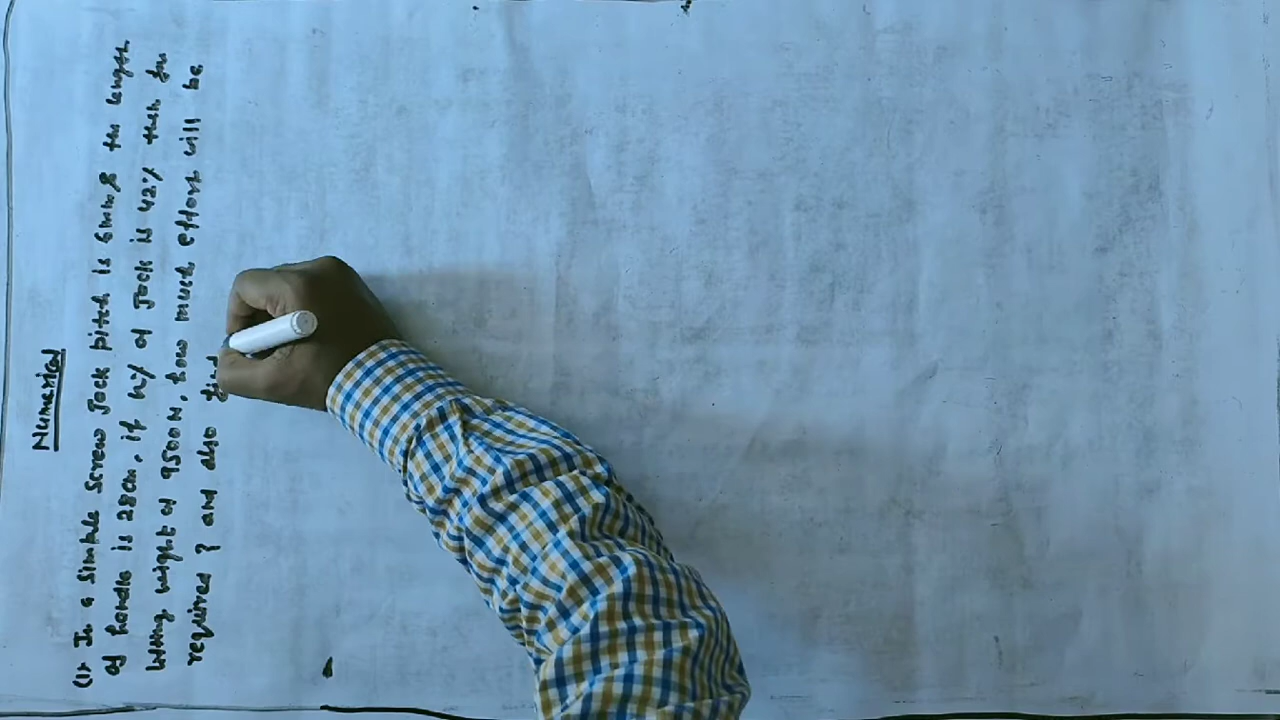 Numerical
(1) In a simple screw Jack pitch is 6mm & the length
of handle is 28cm, if η% of Jack is 42% then for
lifting weight of 9500 N, how much effort will be
required ? and also find